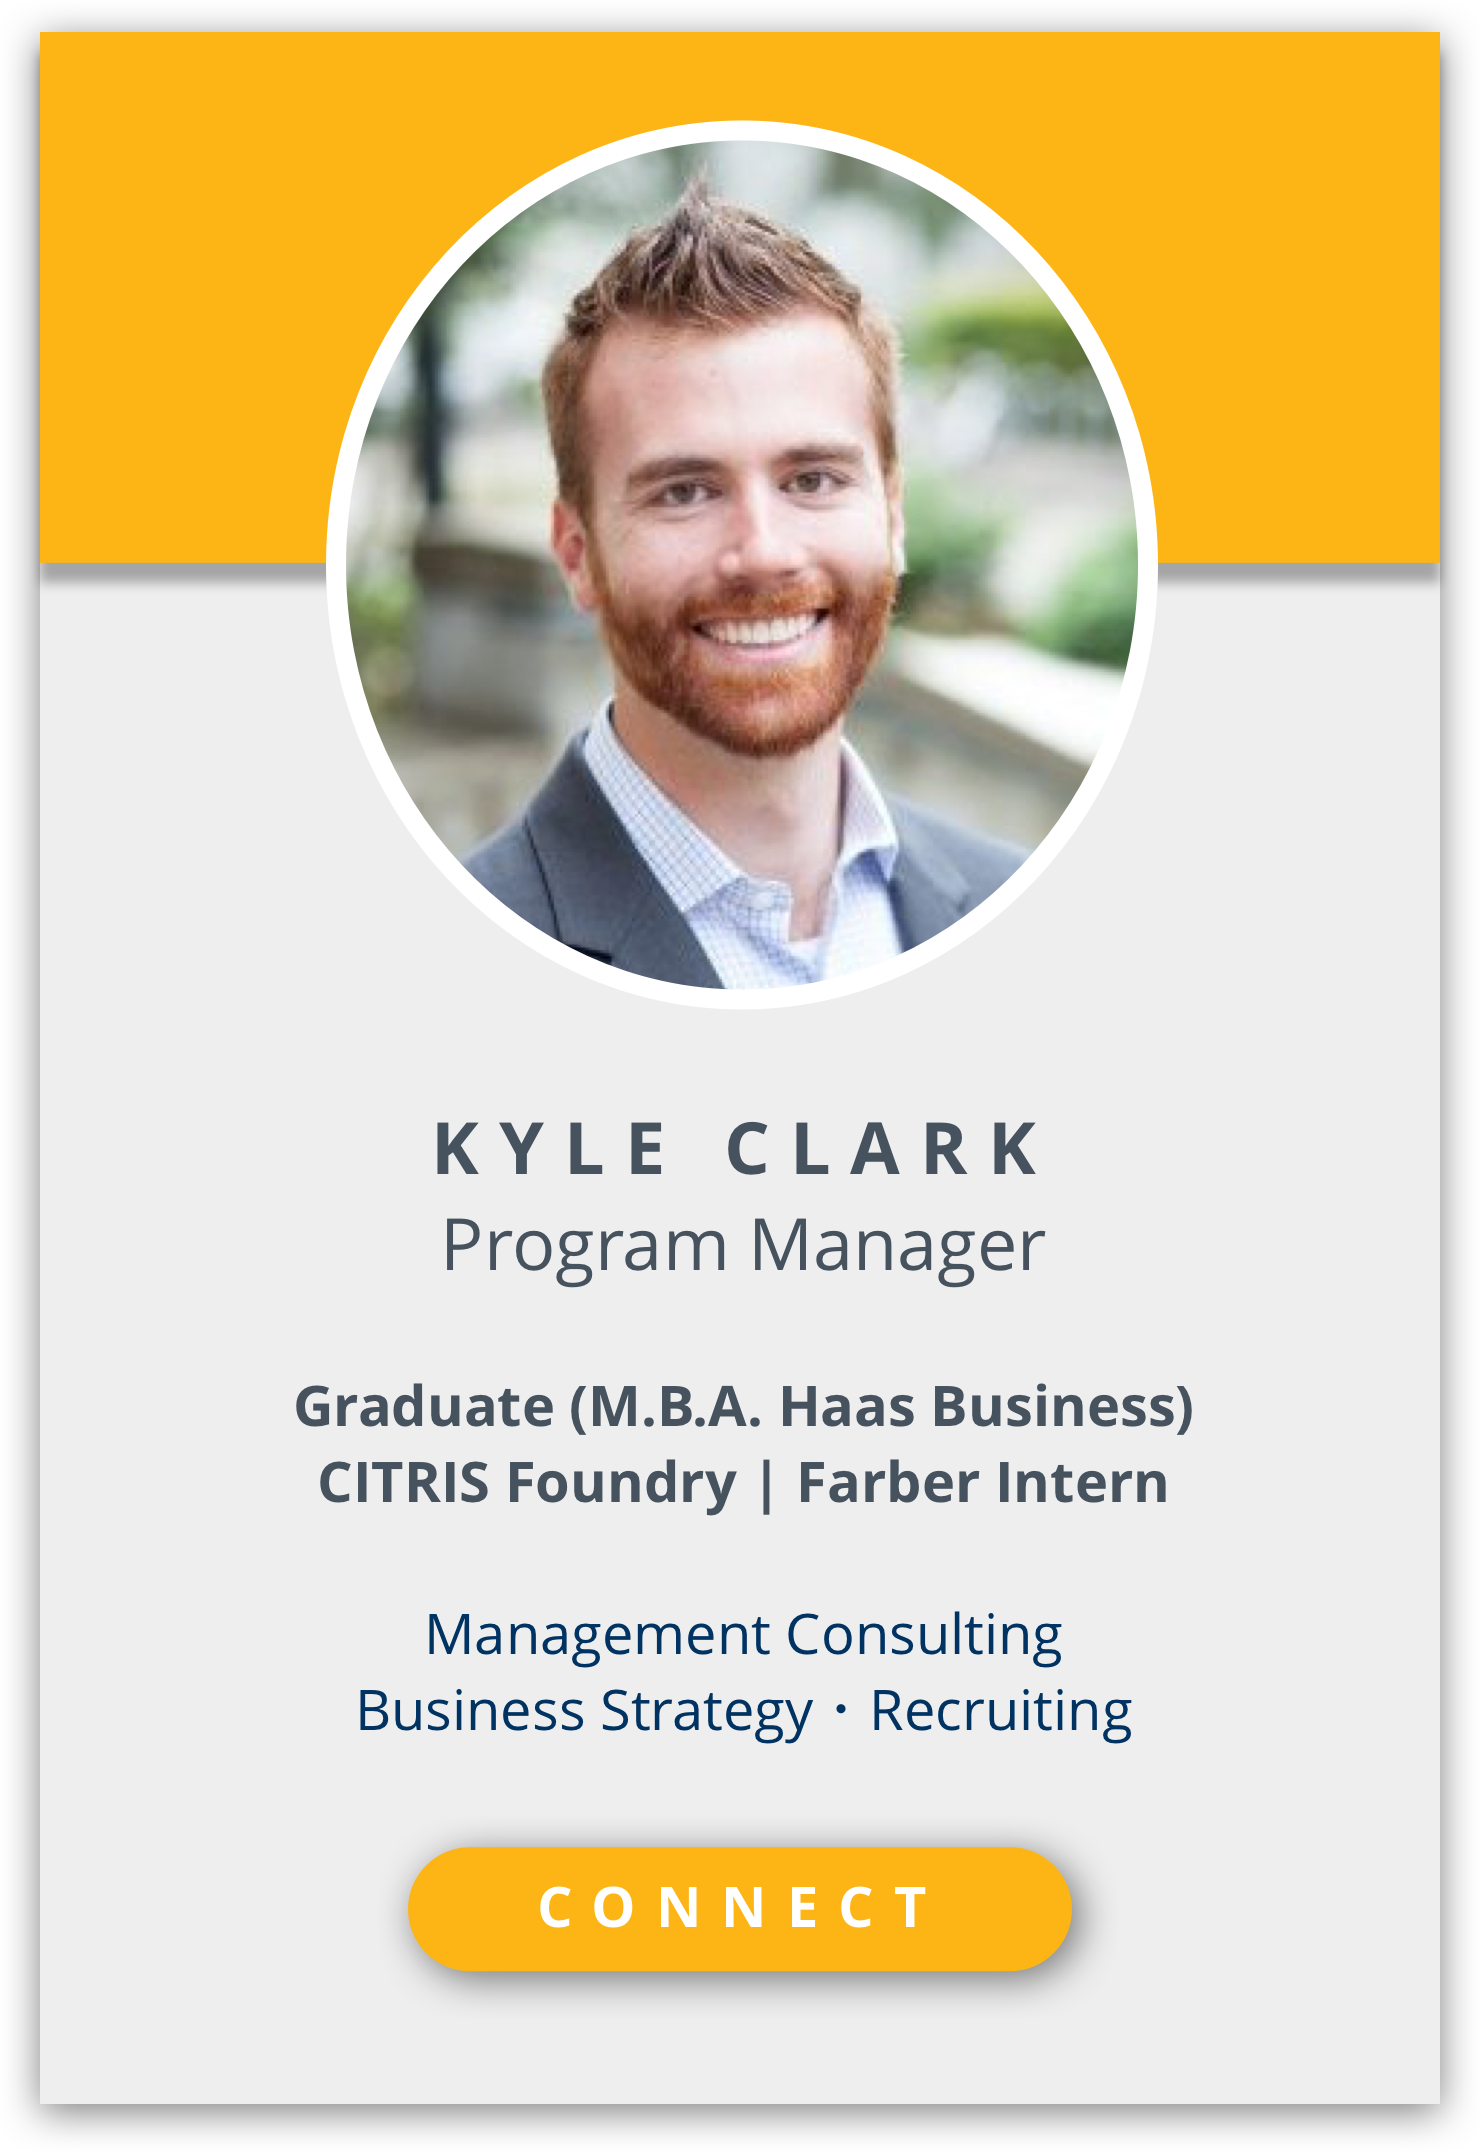 KYLE CLARK
Program Manager
Graduate (M.B.A. Haas Business)
CITRIS Foundry | Farber Intern
Management Consulting
Business Strategy · Recruiting
CONNECT